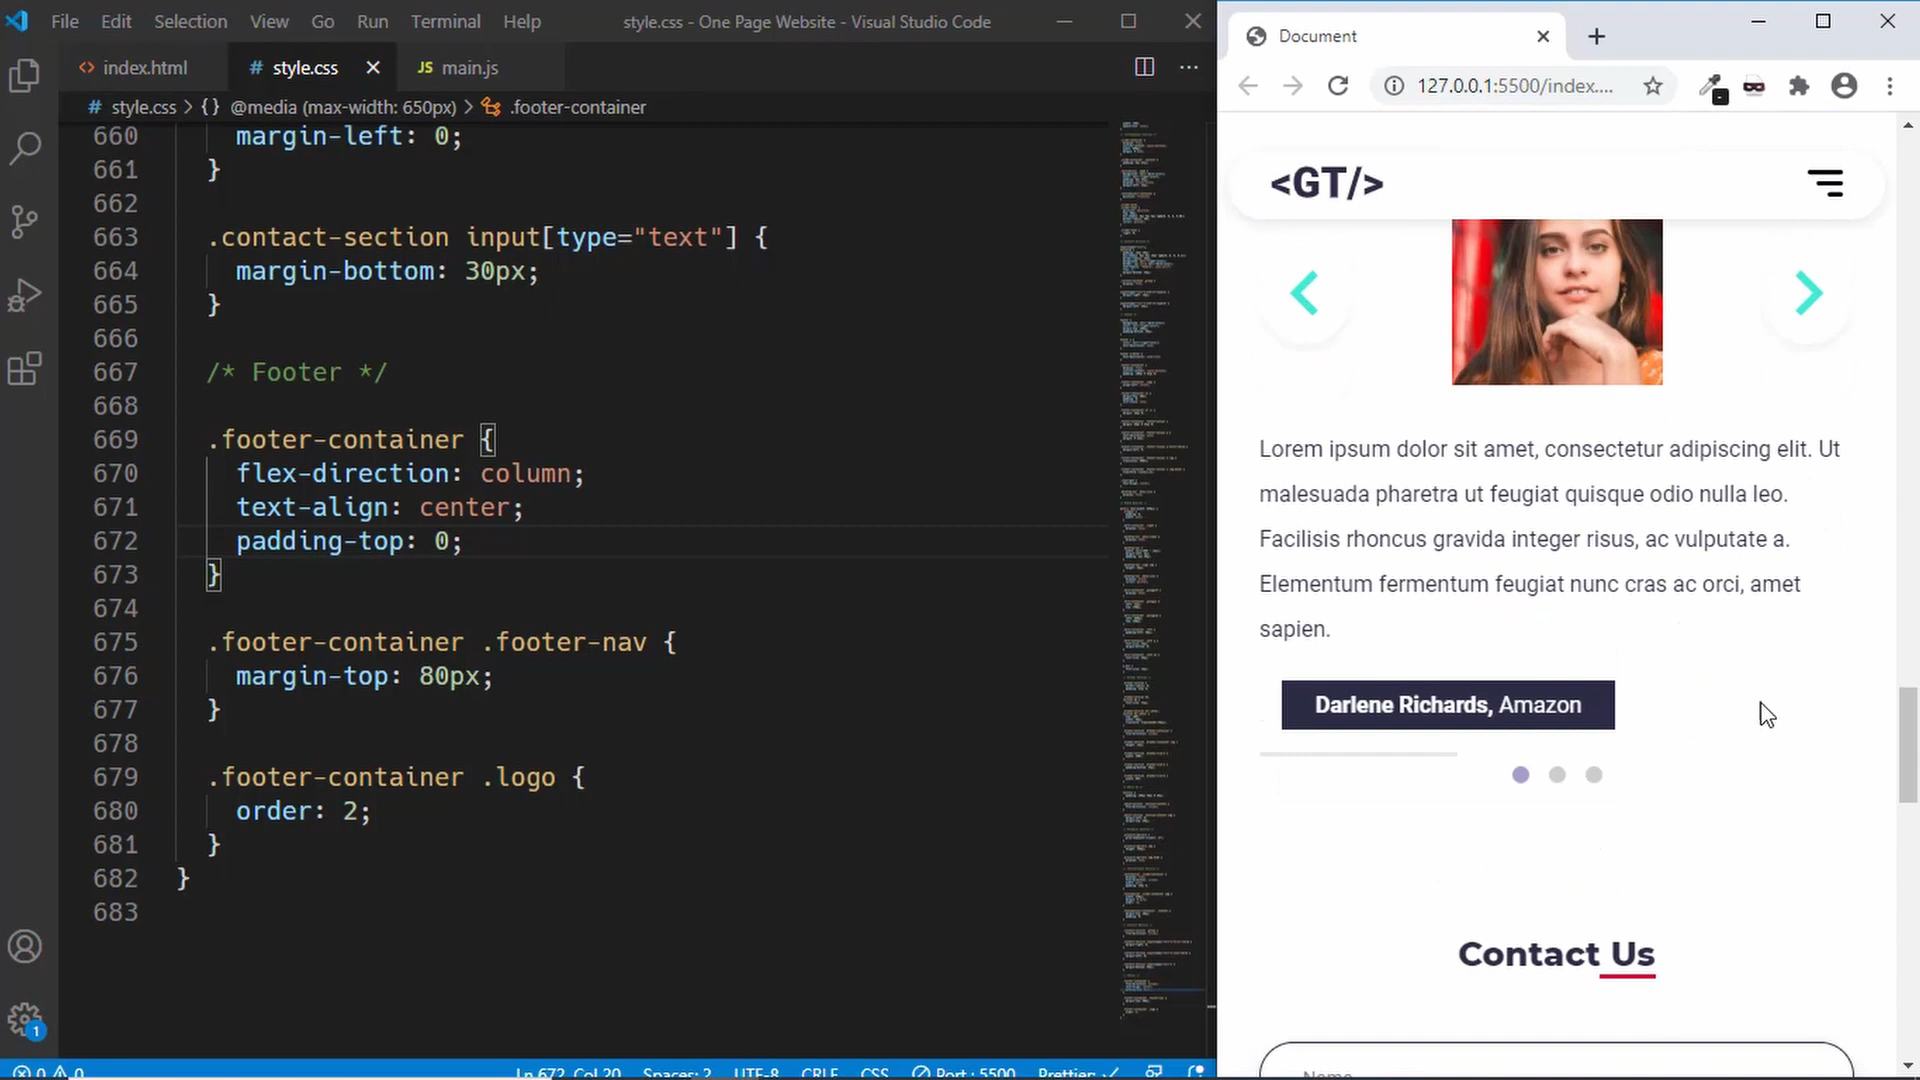 File Edit Selection View Go Run Terminal Help style.css - One Page Website - Visual Studio Code
index.html # style.css JS main.js
# style.css > {} @media (max-width: 650px) > .footer-container
660 margin-left: 0;
661 }
662
663 .contact-section input[type="text"] {
664 margin-bottom: 30px;
665 }
666
667 /* Footer */
668
669 .footer-container {
670 flex-direction: column;
671 text-align: center;
672 padding-top: 0;
673 }
674
675 .footer-container .footer-nav {
676 margin-top: 80px;
677 }
678
679 .footer-container .logo {
680 order: 2;
681 }
682 }
683
1
0 0 Ln 672, Col 20 Spaces: 2 UTF-8 CRLF CSS Port : 5500 Prettier: ✓
Document
127.0.0.1:5500/index....
<GT/>
Lorem ipsum dolor sit amet, consectetur adipiscing elit. Ut
malesuada pharetra ut feugiat quisque odio nulla leo.
Facilisis rhoncus gravida integer risus, ac vulputate a.
Elementum fermentum feugiat nunc cras ac orci, amet
sapien.
Darlene Richards, Amazon
Contact Us
Name